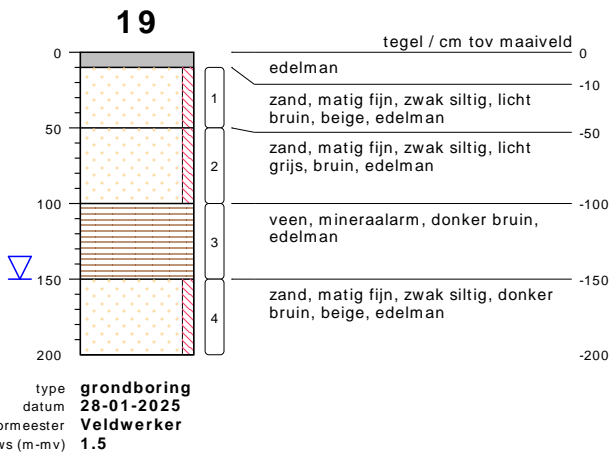 19
tegel / cm tov maaiveld
0
0
edelman
-10
1
zand, matig fijn, zwak siltig, licht
bruin, beige, edelman
50
-50
2
zand, matig fijn, zwak siltig, licht
grijs, bruin, edelman
100
-100
3
veen, mineraalarm, donker bruin,
edelman
150
-150
4
zand, matig fijn, zwak siltig, donker
bruin, beige, edelman
200
-200
type grondboring
datum 28-01-2025
ormeester Veldwerker
ws (m-mv) 1.5